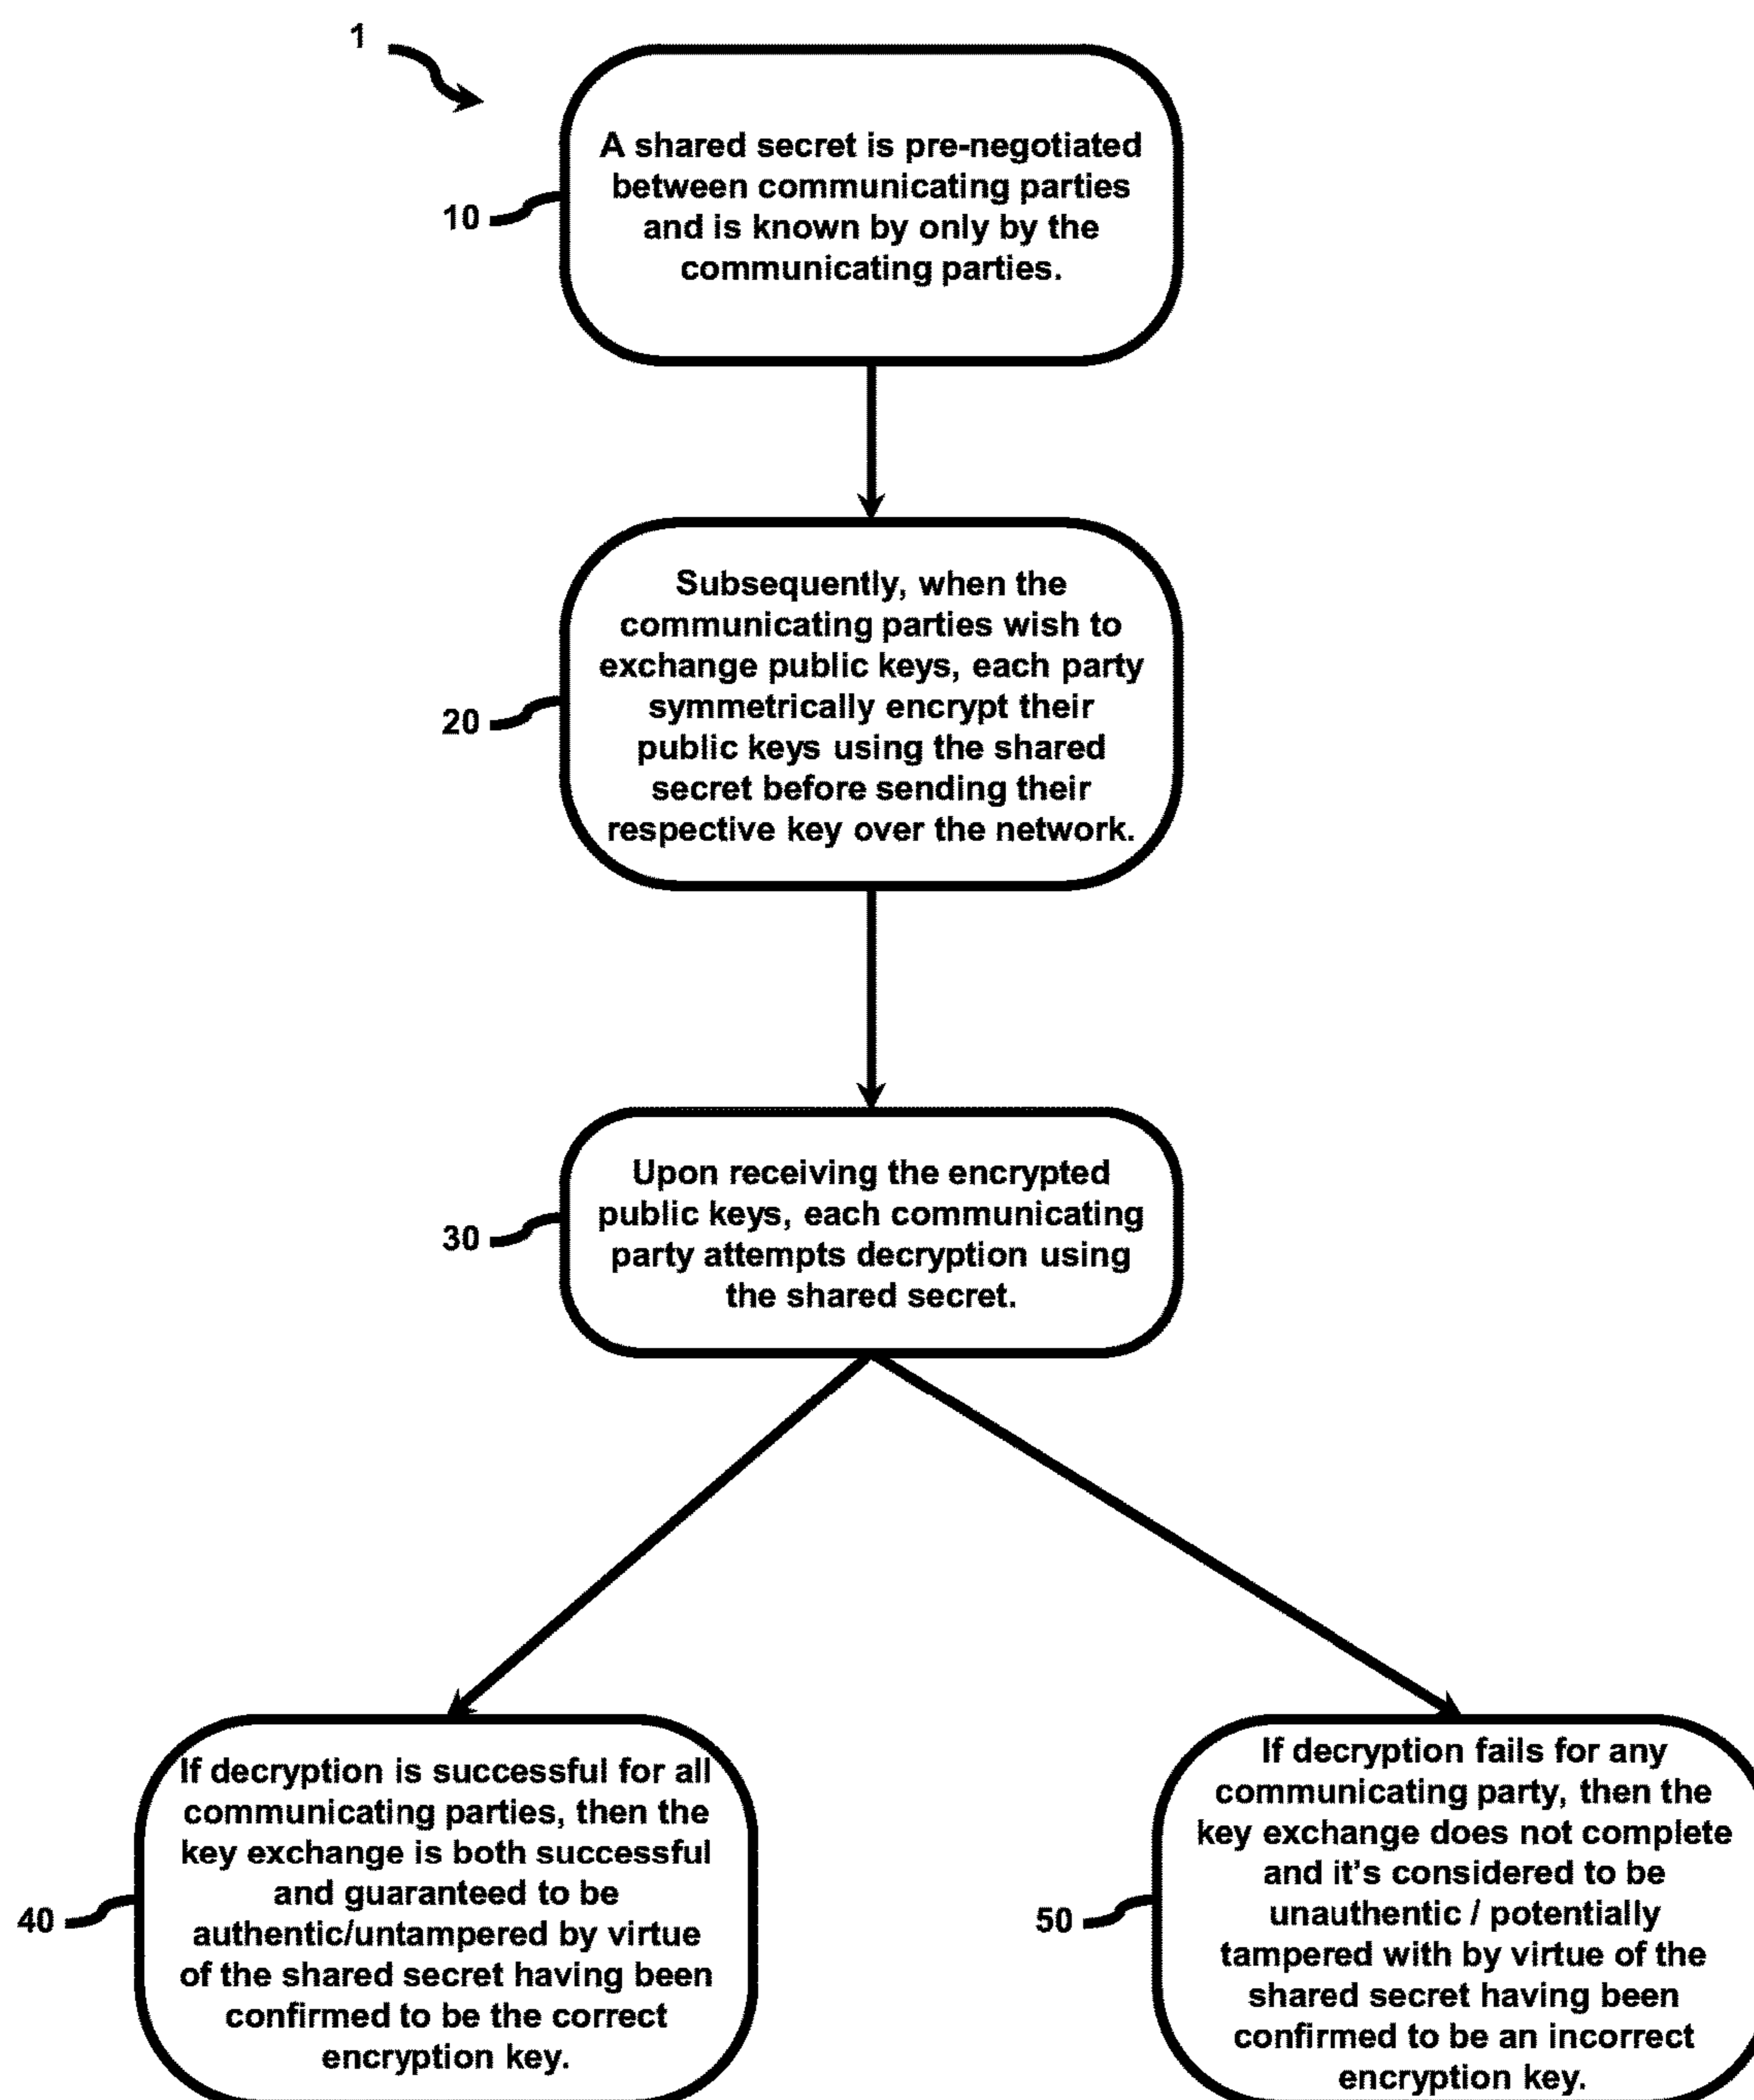 1
A shared secret is pre-negotiated
between communicating parties
and is known by only by the
communicating parties.
10
Subsequently, when the
communicating parties wish to
exchange public keys, each party
symmetrically encrypt their
public keys using the shared
secret before sending their
respective key over the network.
20
Upon receiving the encrypted
public keys, each communicating
party attempts decryption using
the shared secret.
30
If decryption is successful for all
communicating parties, then the
key exchange is both successful
and guaranteed to be
authentic/untampered by virtue
of the shared secret having been
confirmed to be the correct
encryption key.
40
If decryption fails for any
communicating party, then the
key exchange does not complete
and it's considered to be
unauthentic / potentially
tampered with by virtue of the
shared secret having been
confirmed to be an incorrect
encryption key.
50